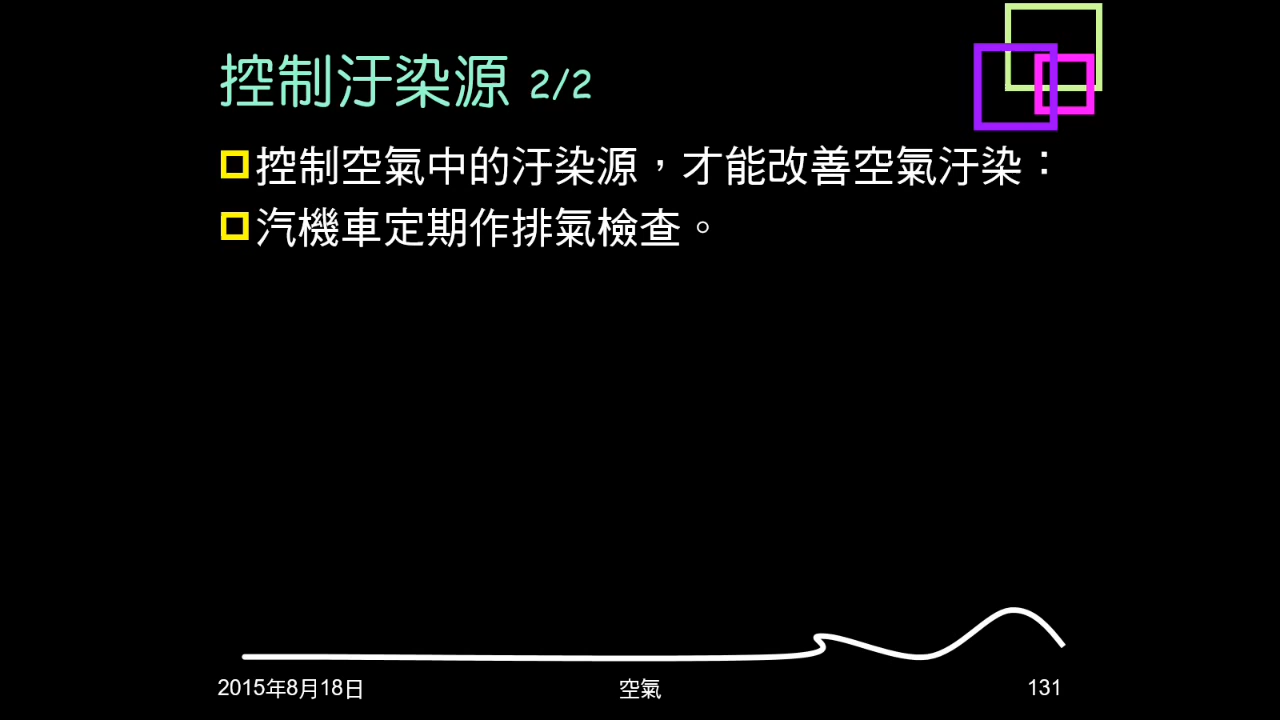 控制汙染源 2/2
控制空氣中的汙染源，才能改善空氣汙染：
汽機車定期作排氣檢查。
2015年8月18日 空氣 131